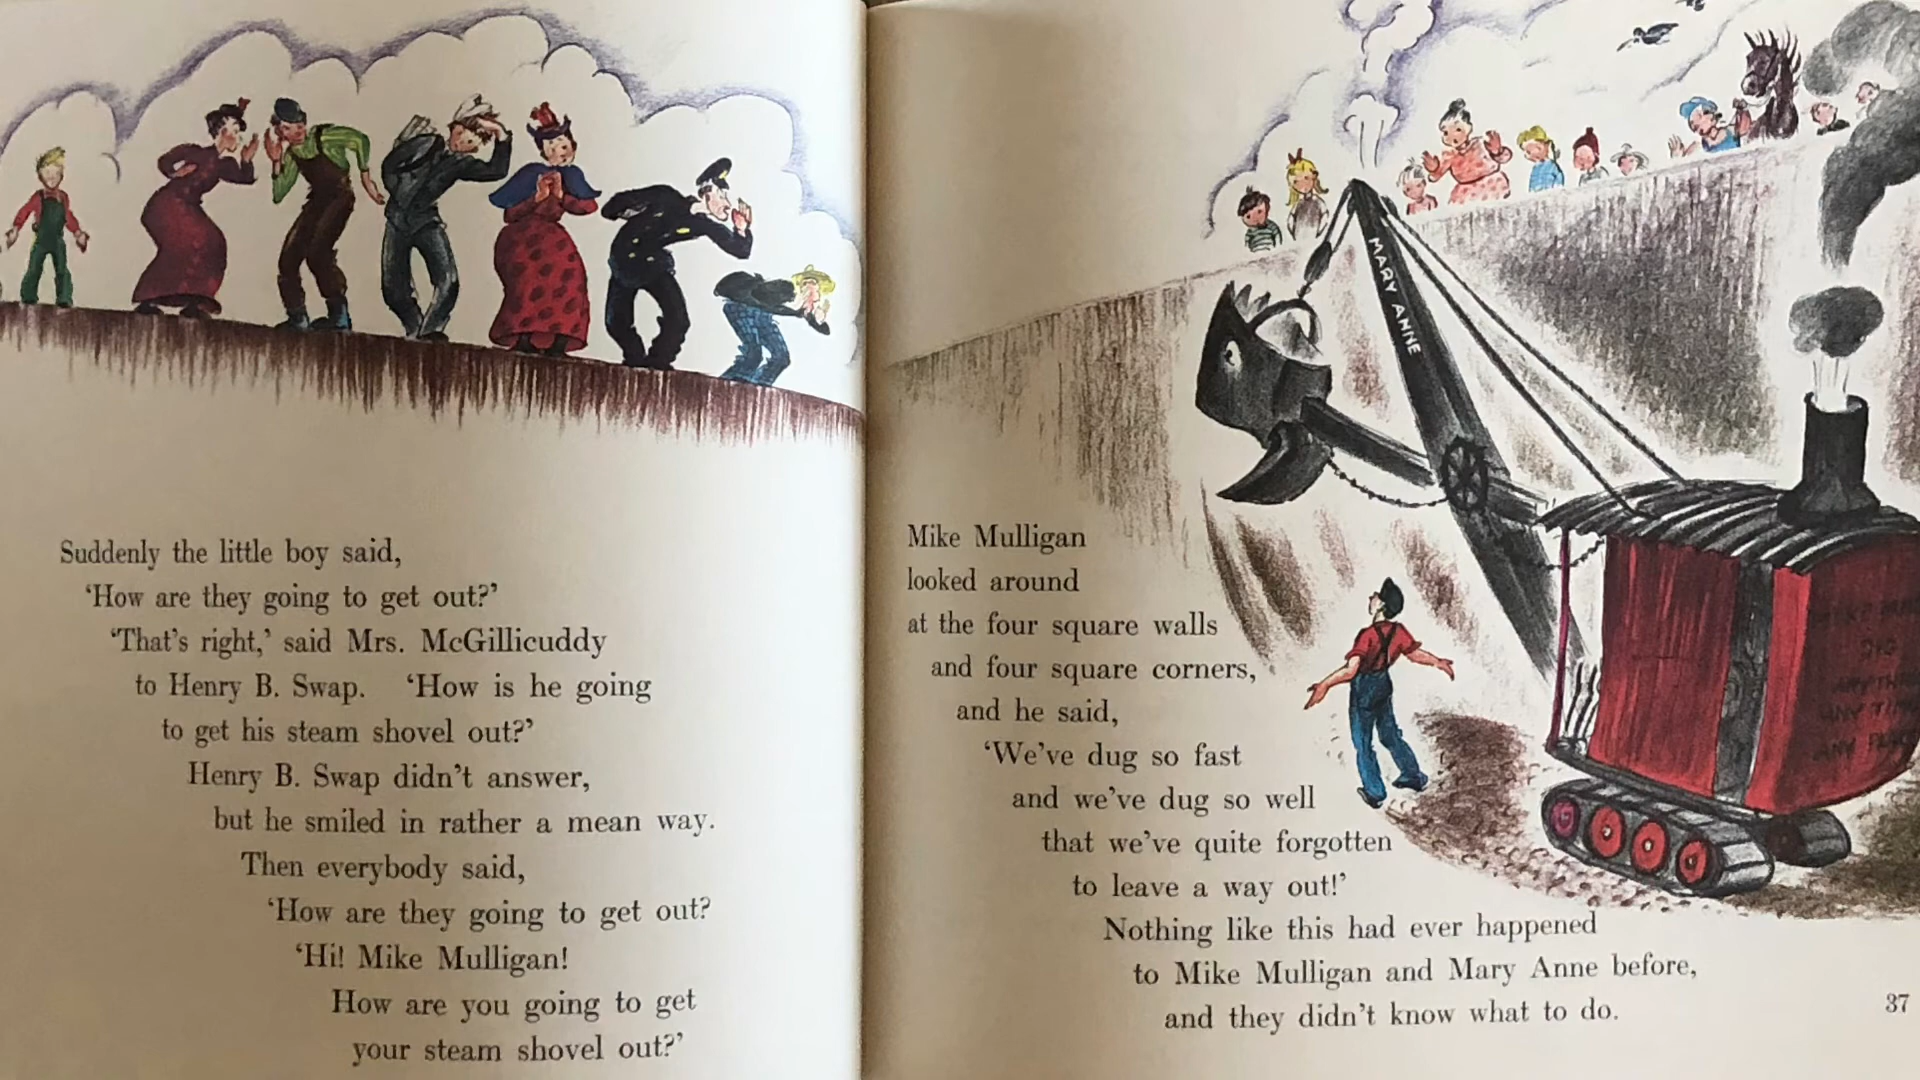 Suddenly the little boy said,
‘How are they going to get out?’
‘That's right,’ said Mrs. McGillicuddy
to Henry B. Swap. ‘How is he going
to get his steam shovel out?’
Henry B. Swap didn't answer,
but he smiled in rather a mean way.
Then everybody said,
‘How are they going to get out?
‘Hi! Mike Mulligan!
How are you going to get
your steam shovel out?’
MARY ANNE
Mike Mulligan
looked around
at the four square walls
and four square corners,
and he said,
‘We've dug so fast
and we've dug so well
that we've quite forgotten
to leave a way out!’
Nothing like this had ever happened
to Mike Mulligan and Mary Anne before,
and they didn't know what to do.
DIG
ANY
ANY
37